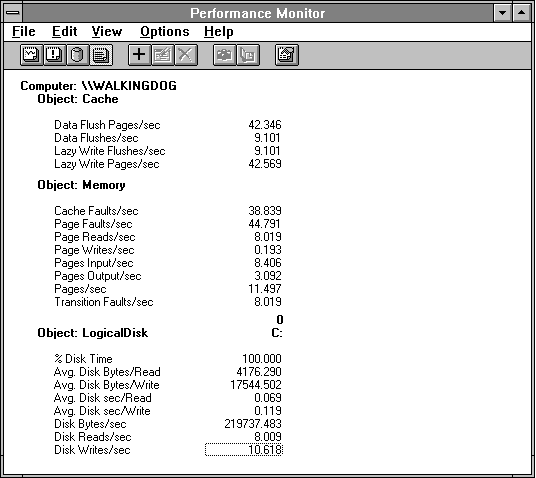 Performance Monitor
File Edit View Options Help
Computer: \\WALKINGDOG
Object: Cache
Data Flush Pages/sec 42.346
Data Flushes/sec 9.101
Lazy Write Flushes/sec 9.101
Lazy Write Pages/sec 42.569
Object: Memory
Cache Faults/sec 38.839
Page Faults/sec 44.791
Page Reads/sec 8.019
Page Writes/sec 0.193
Pages Input/sec 8.406
Pages Output/sec 3.092
Pages/sec 11.497
Transition Faults/sec 8.019
0
Object: LogicalDisk C:
% Disk Time 100.000
Avg. Disk Bytes/Read 4176.290
Avg. Disk Bytes/Write 17544.502
Avg. Disk sec/Read 0.069
Avg. Disk sec/Write 0.119
Disk Bytes/sec 219737.483
Disk Reads/sec 8.009
Disk Writes/sec 10.618